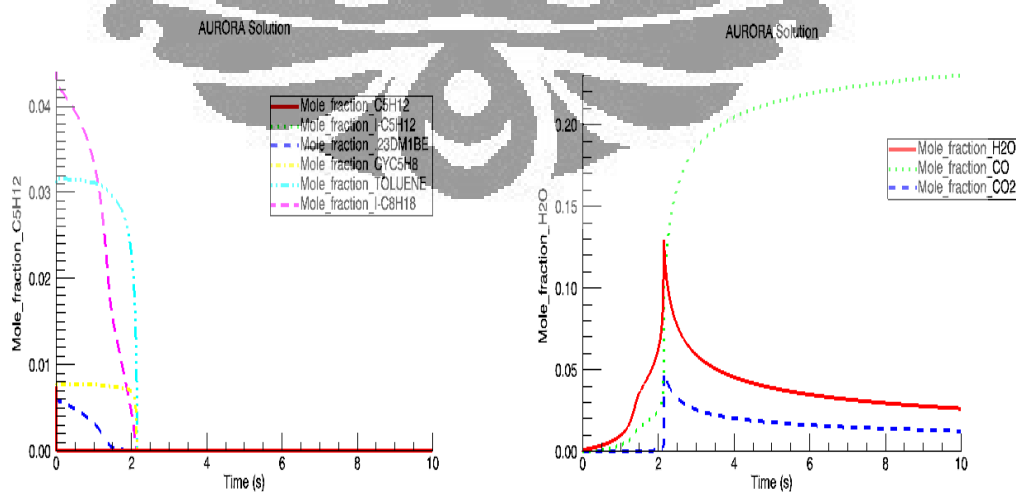 AURORA Solution
Mole_fraction_C5H12
Mole_fraction_I-C5H12
Mole_fraction_23DM1BE
Mole_fraction_CYC5H8
Mole_fraction_TOLUENE
Mole_fraction_I-C8H18
Mole_fraction_C5H12
0.04
0.03
0.02
0.01
0.00
0 2 4 6 8 10
Time (s)
AURORA Solution
Mole_fraction_H2O
Mole_fraction_CO
Mole_fraction_CO2
Mole_fraction_H2O
0.20
0.15
0.10
0.05
0.00
0 2 4 6 8 10
Time (s)